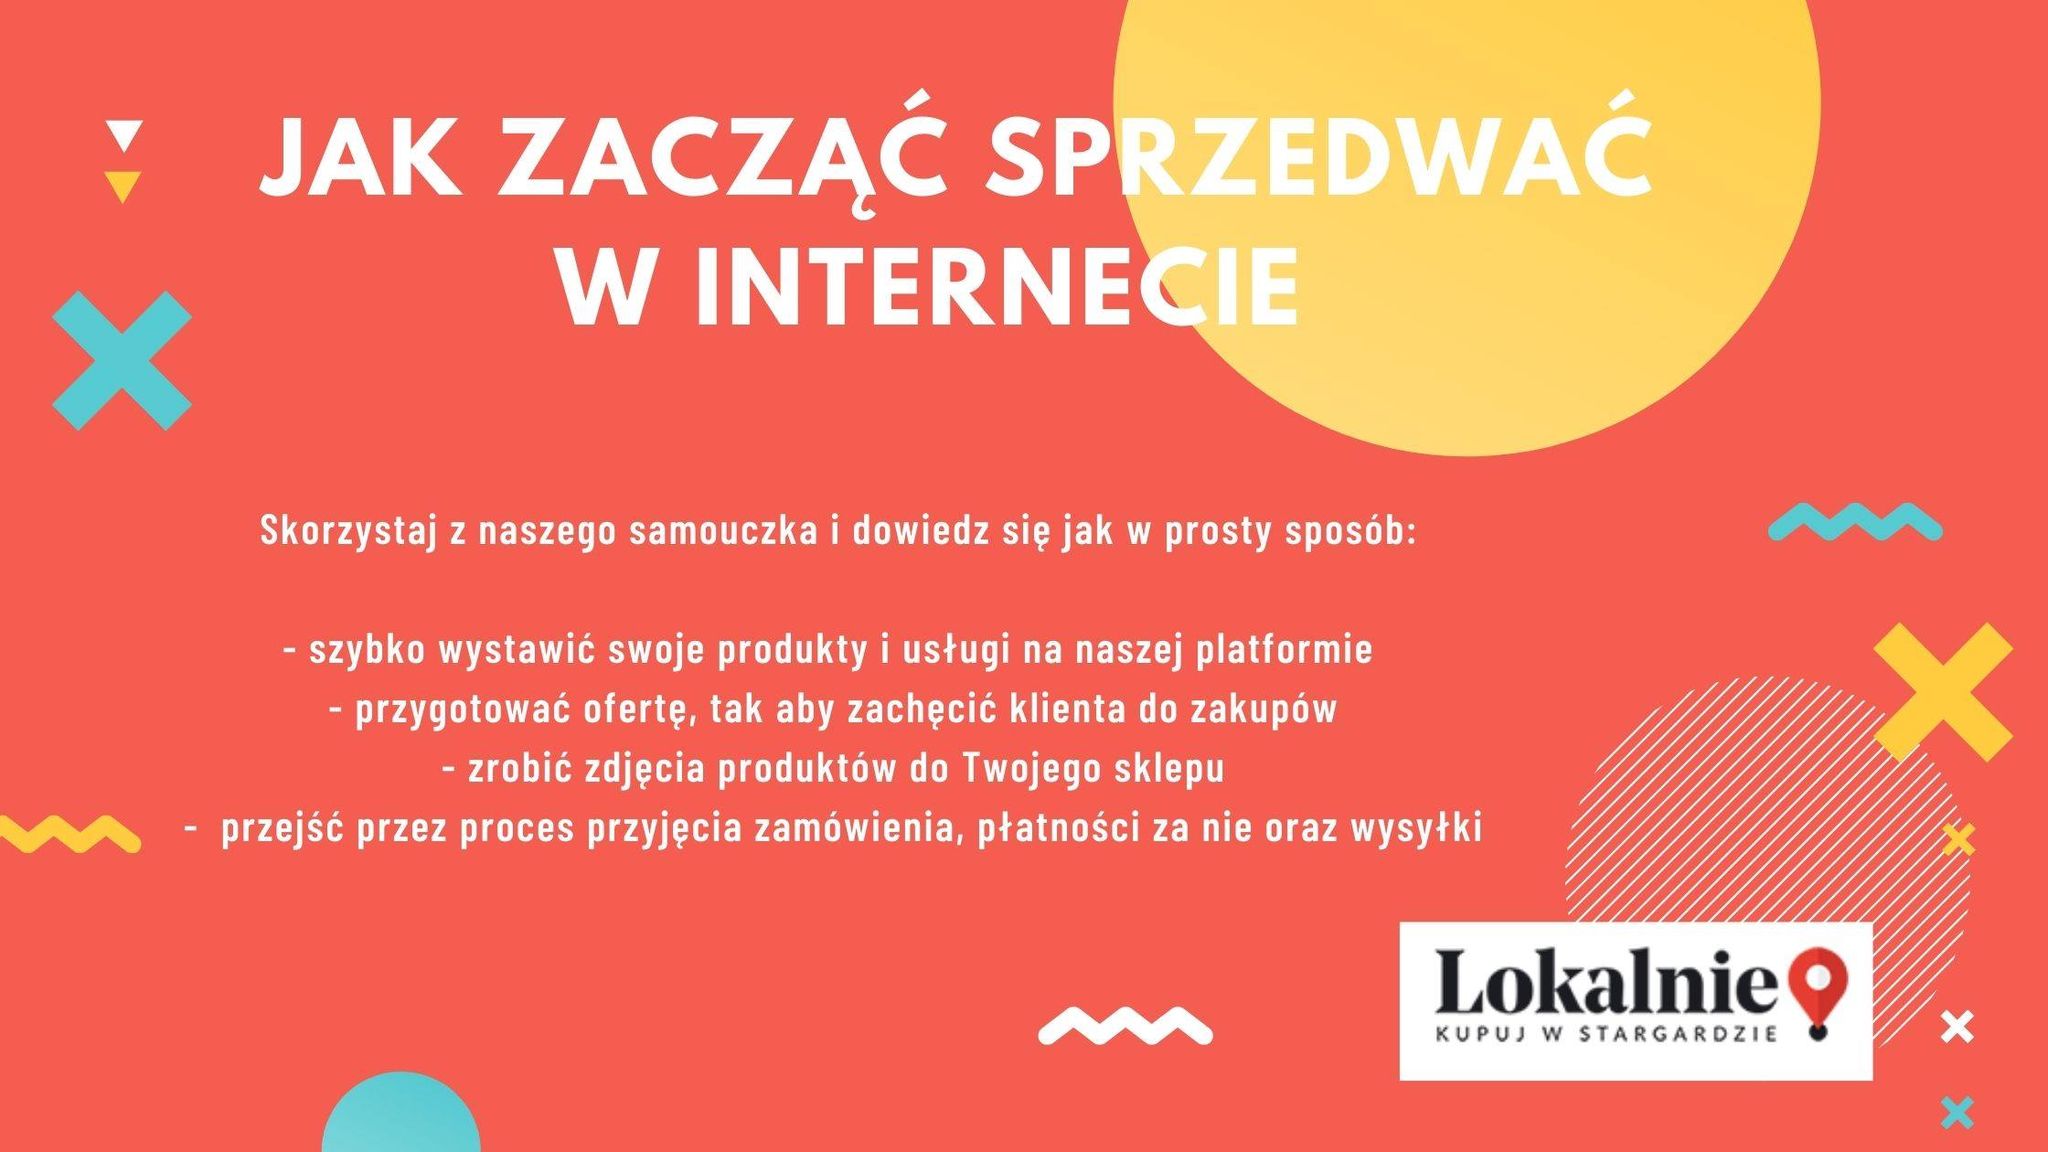 JAK ZACZĄĆ SPRZEDWAĆ
W INTERNECIE
Skorzystaj z naszego samouczka i dowiedz się jak w prosty sposób:
- szybko wystawić swoje produkty i usługi na naszej platformie
- przygotować ofertę, tak aby zachęcić klienta do zakupów
- zrobić zdjęcia produktów do Twojego sklepu
- przejść przez proces przyjęcia zamówienia, płatności za nie oraz wysyłki
Lokalnie
KUPUJ W STARGARDZIE